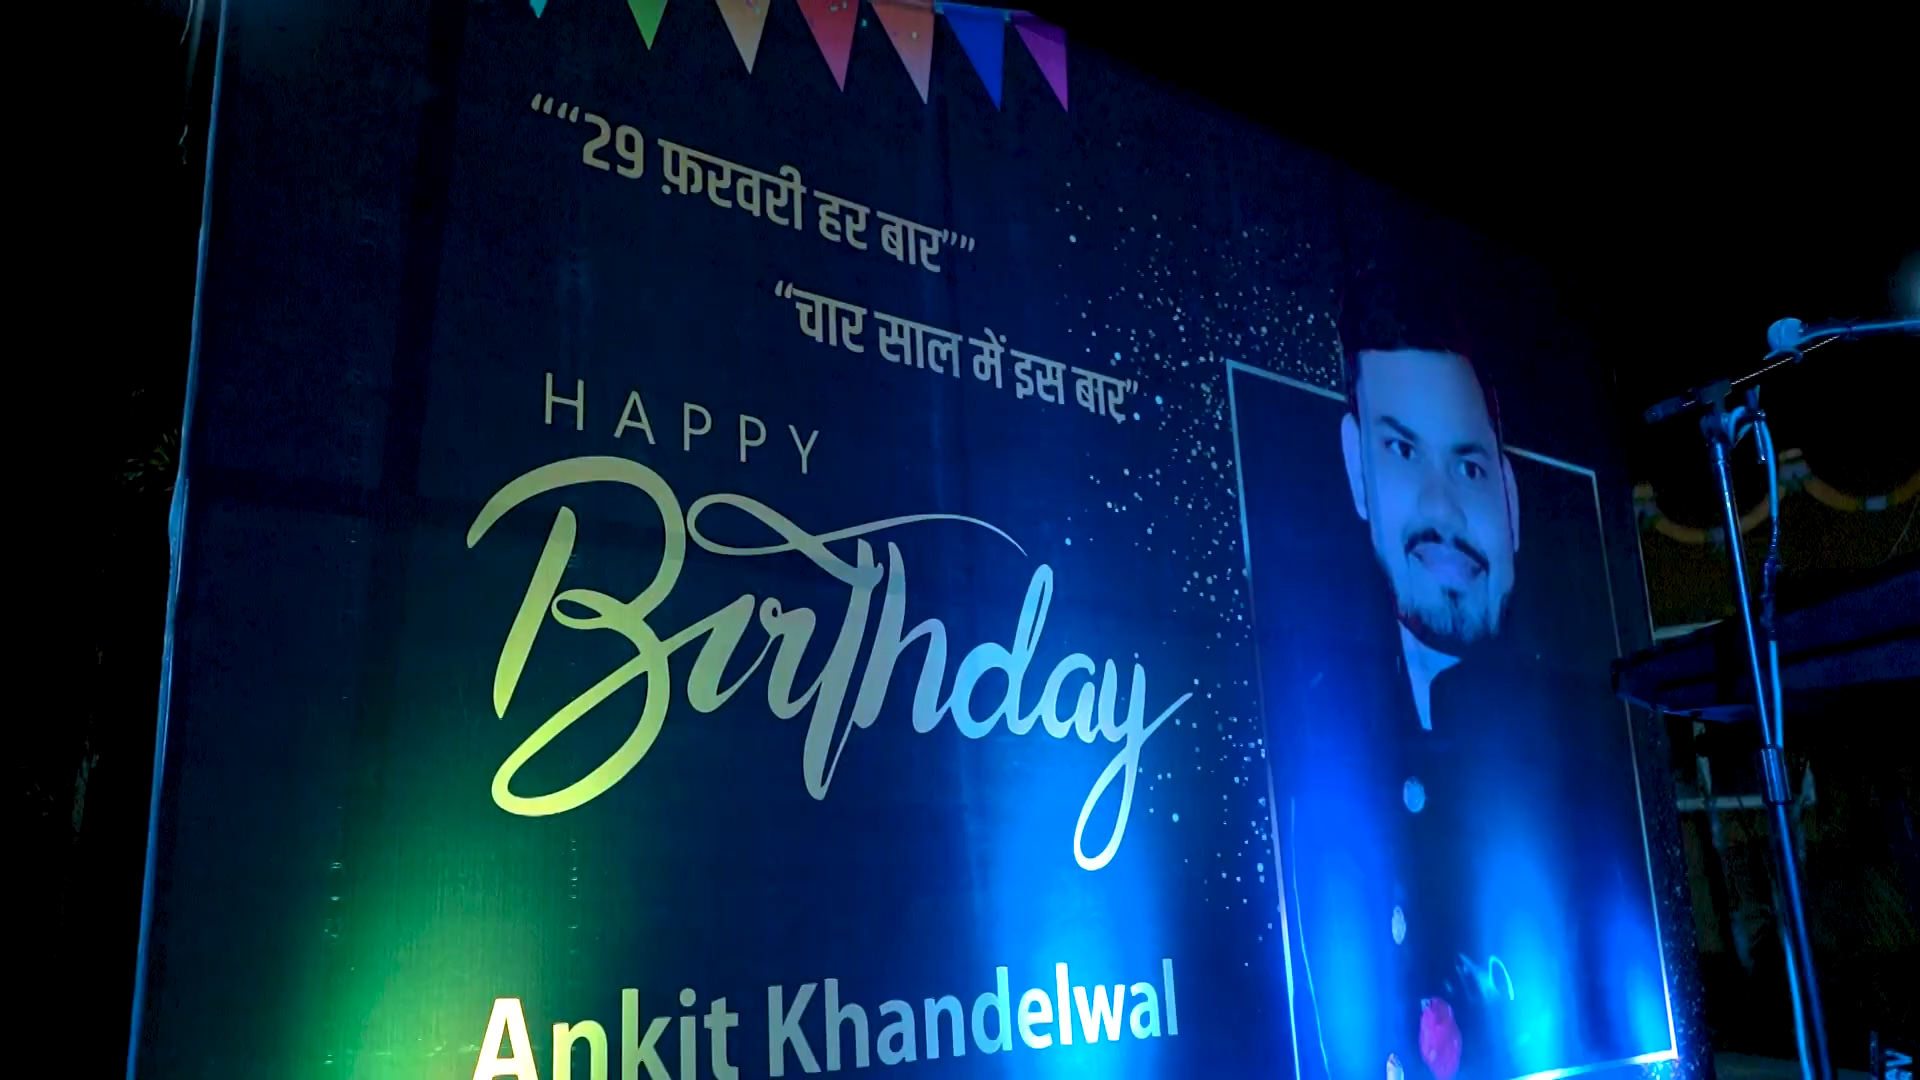 ““29 फ़रवरी हर बार””
“चार साल में इस बार”
HAPPY
Birthday
Ankit Khandelwal